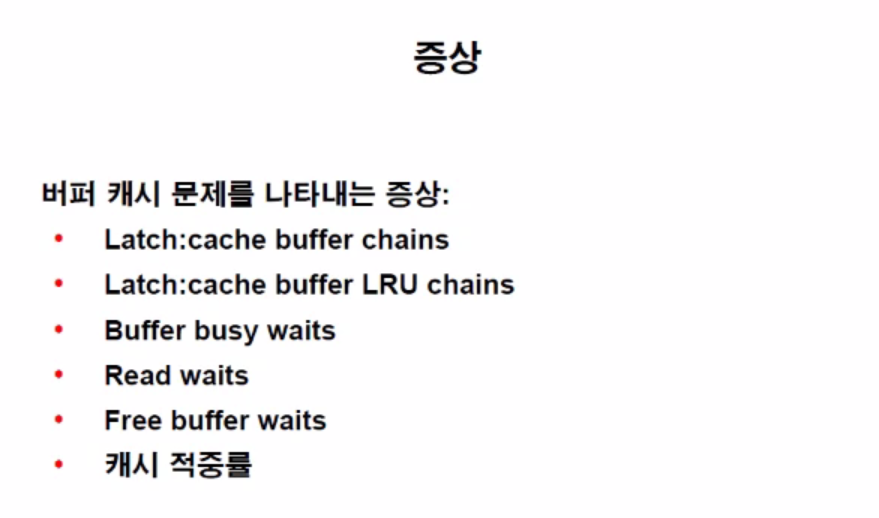 증상
버퍼 캐시 문제를 나타내는 증상:
• Latch:cache buffer chains
• Latch:cache buffer LRU chains
• Buffer busy waits
• Read waits
• Free buffer waits
• 캐시 적중률